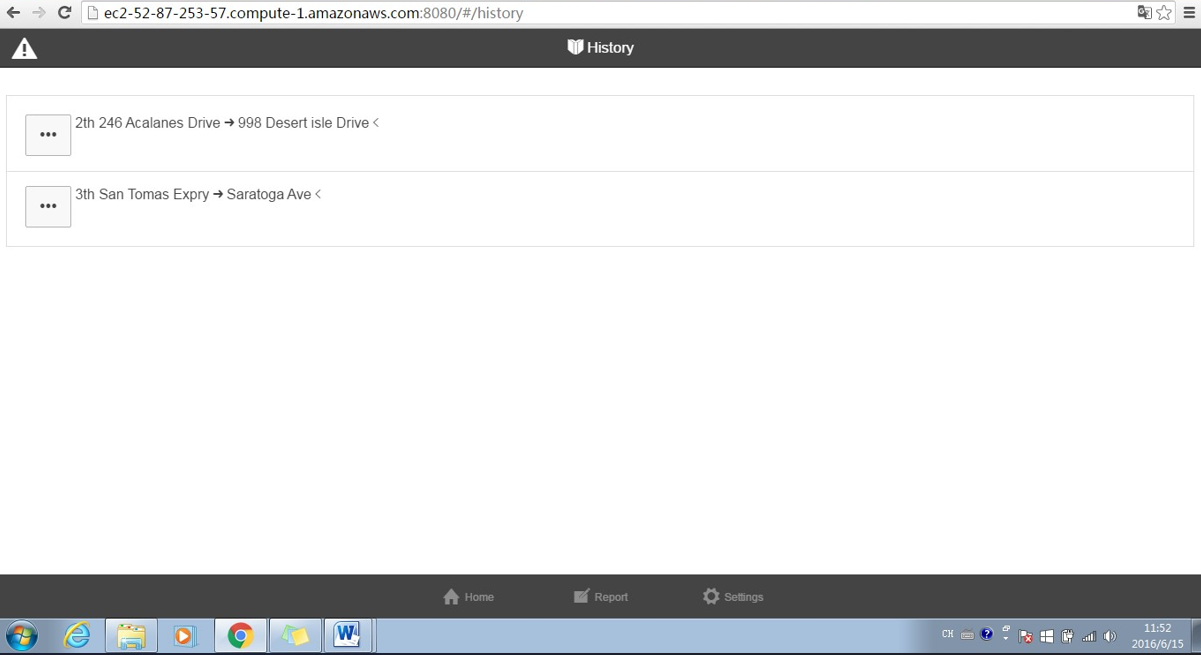 ec2-52-87-253-57.compute-1.amazonaws.com:8080/#/history
History
2th 246 Acalanes Drive ➜ 998 Desert isle Drive <
3th San Tomas Expry ➜ Saratoga Ave <
Home Report Settings
CH 11:52
2016/6/15